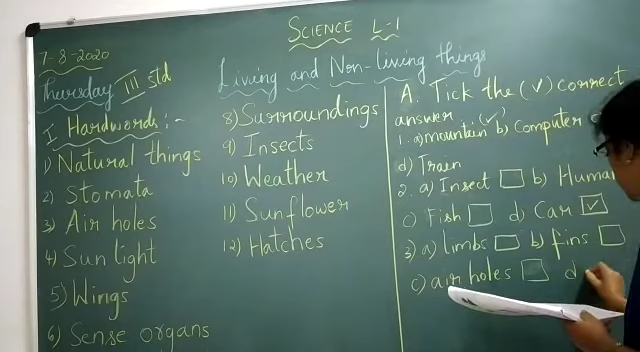 SCIENCE L-1
7-8-2020
Thursday III std
Living and Non-living things
I Hardwords:-
1) Natural things
2) Stomata
3) Air holes
4) Sun light
5) Wings
6) Sense organs
8) Surroundings
9) Insects
10) Weather
11) Sunflower
12) Hatches
A. Tick the (✓) correct
answer. (✓)
1. a) mountain b) Computer c
d) Train
2. a) Insect ☐ b) Human
c) Fish ☐ d) Car ☑
3) a) limbs ☐ b) fins ☐
c) air holes ☐ d